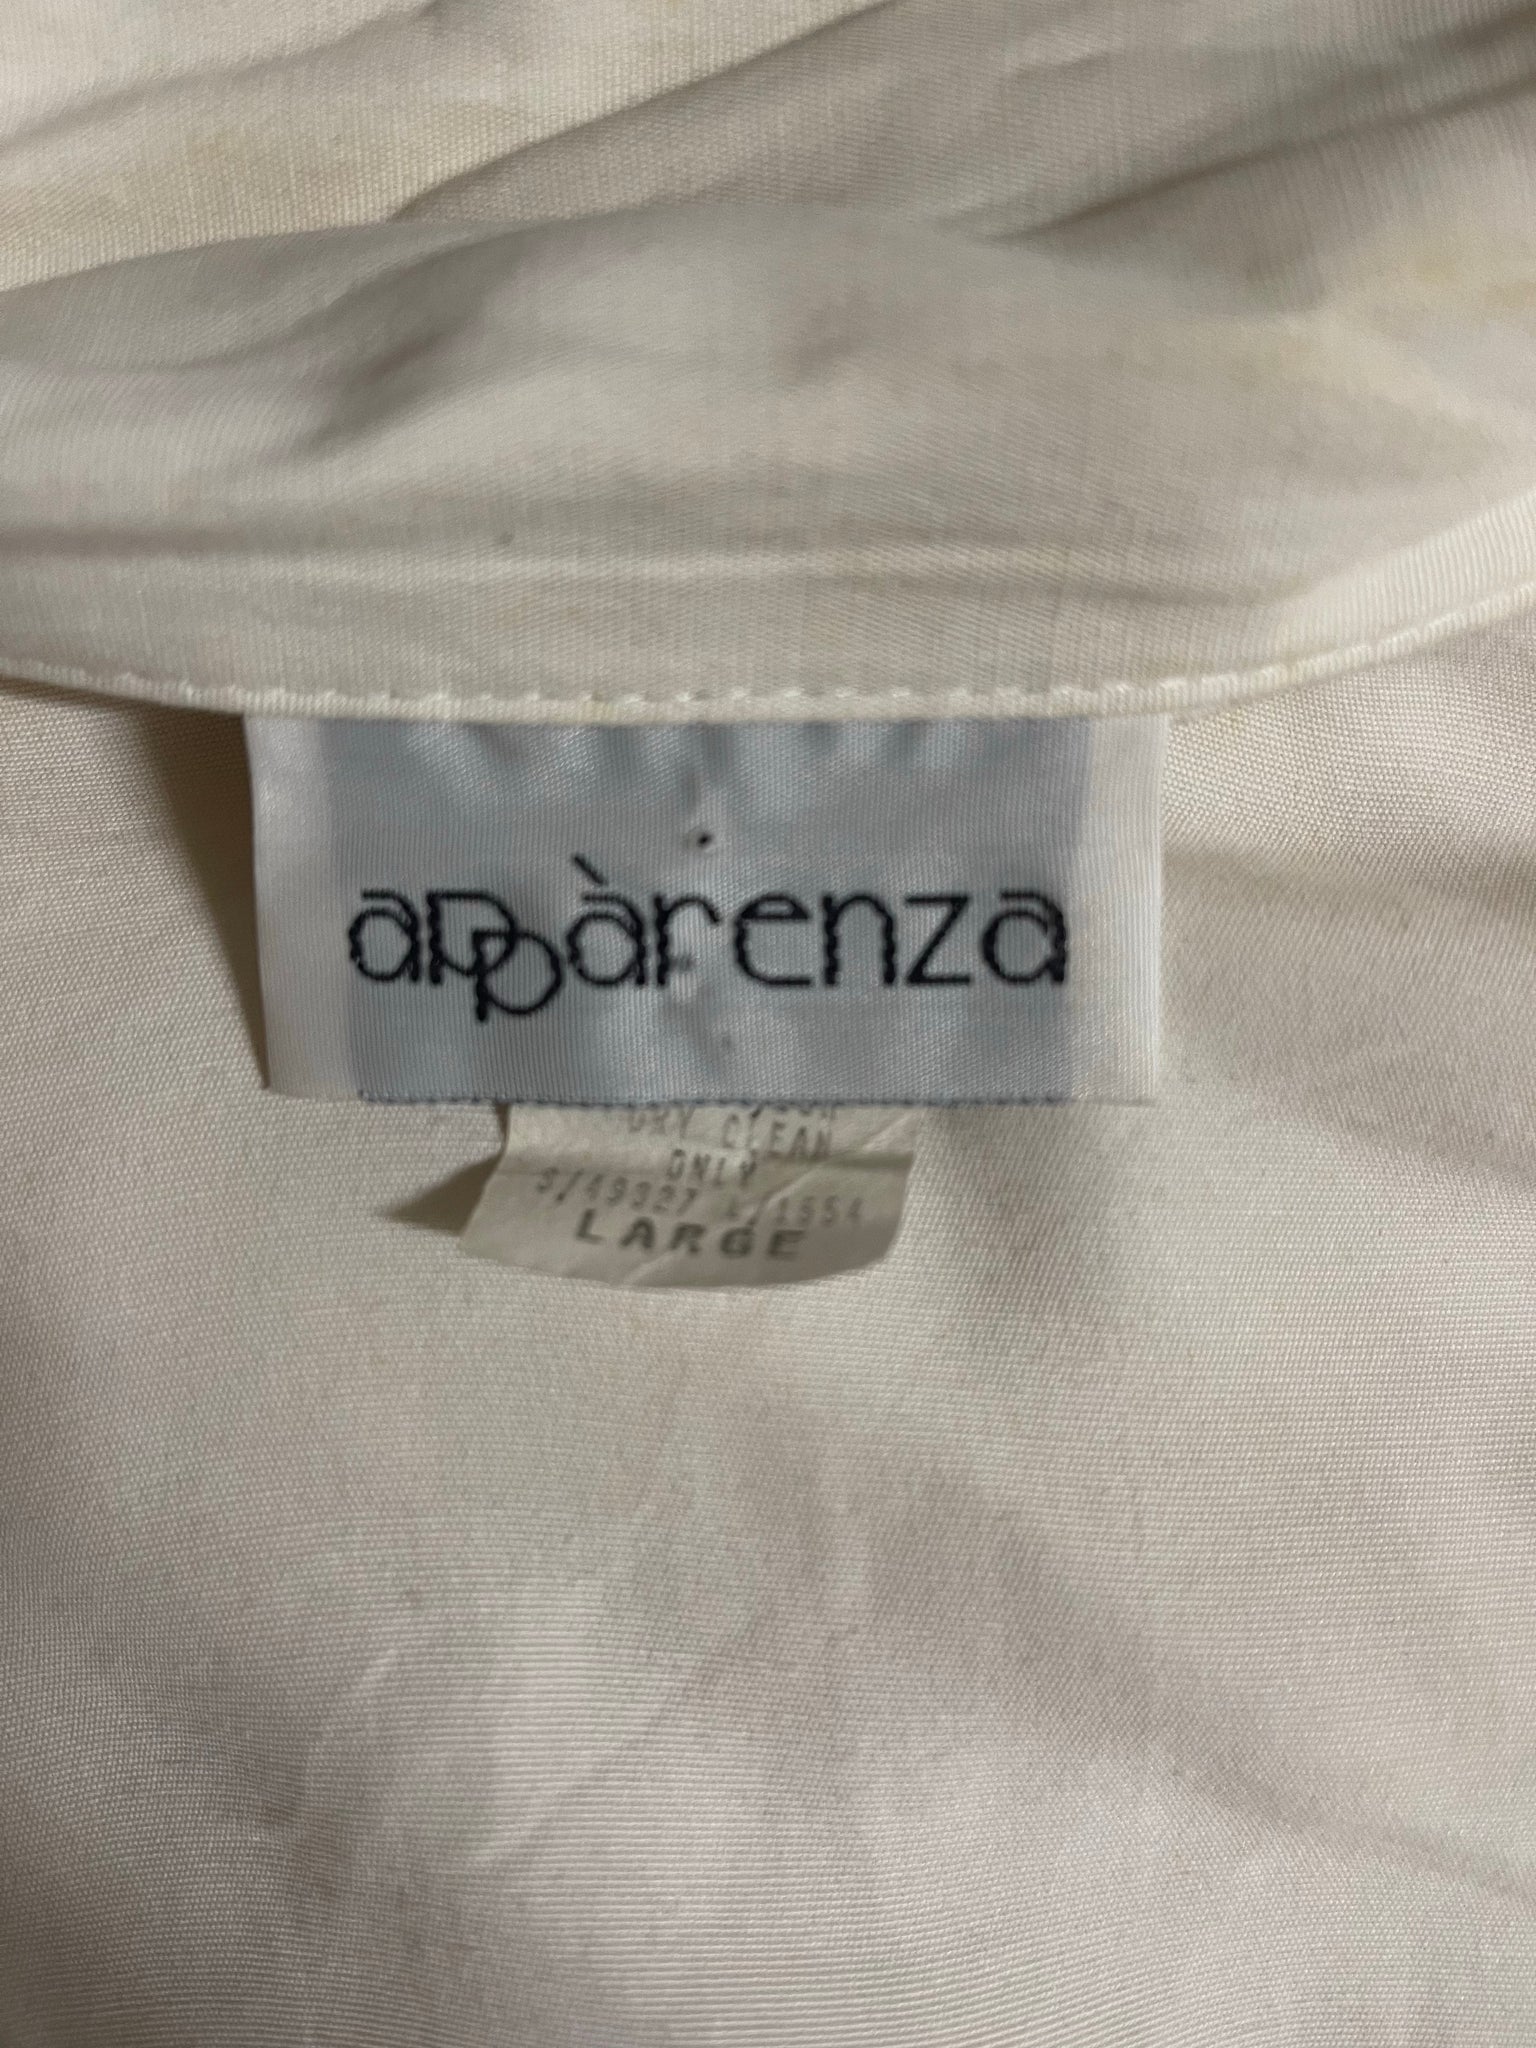 appàrenza
DRY CLEAN
ONLY
LARGE